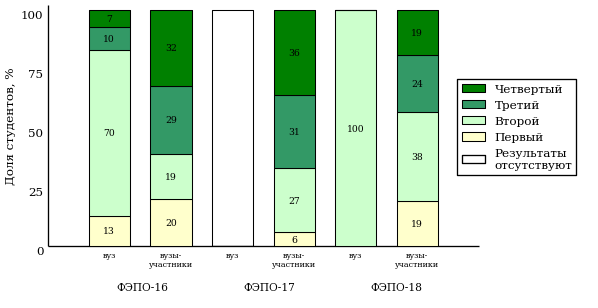 Доля студентов, %
100
75
50
25
0
7
10
70
13
32
29
19
20
36
31
27
6
100
19
24
38
19
Четвертый
Третий
Второй
Первый
Результаты
отсутствуют
вуз
вузы-
участники
вуз
вузы-
участники
вуз
вузы-
участники
ФЭПО-16
ФЭПО-17
ФЭПО-18